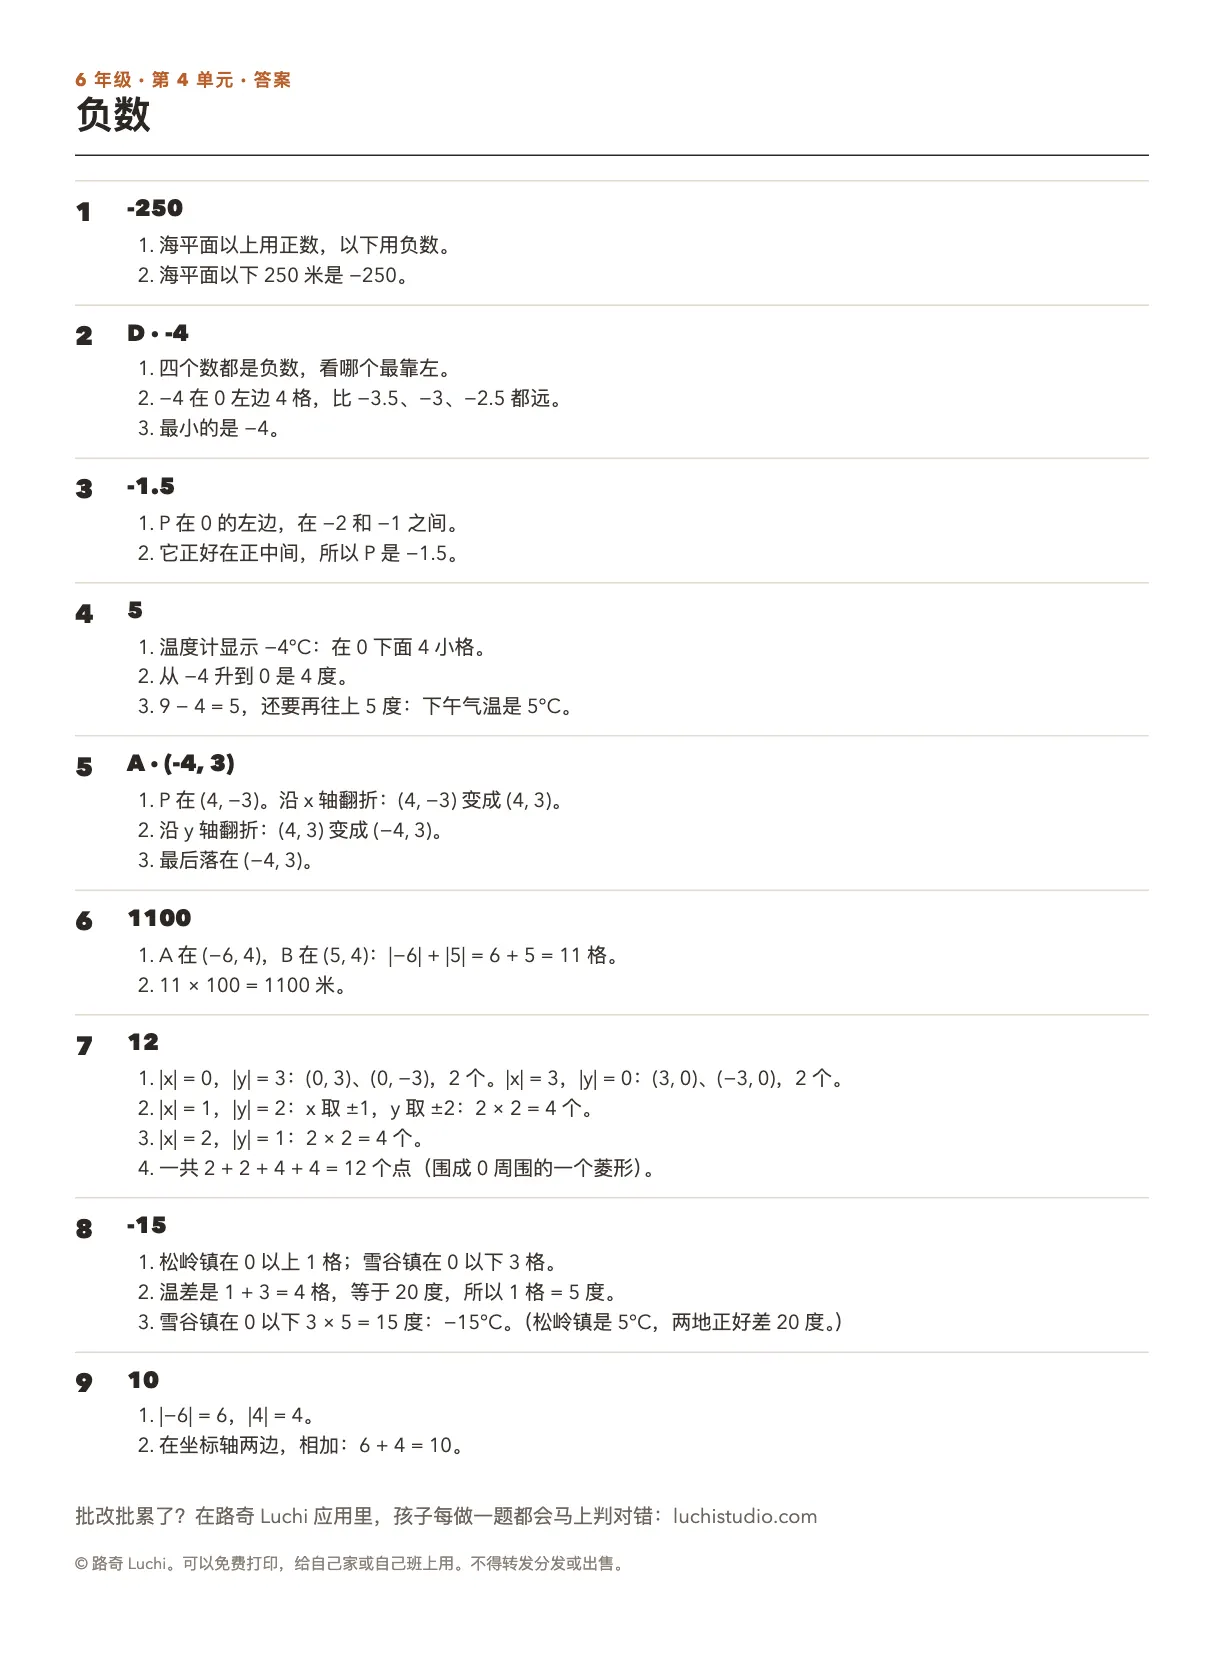 6 年级 · 第 4 单元 · 答案
负数
1 -250
1. 海平面以上用正数，以下用负数。
2. 海平面以下 250 米是 −250。
2 D · -4
1. 四个数都是负数，看哪个最靠左。
2. −4 在 0 左边 4 格，比 −3.5、−3、−2.5 都远。
3. 最小的是 −4。
3 -1.5
1. P 在 0 的左边，在 −2 和 −1 之间。
2. 它正好在正中间，所以 P 是 −1.5。
4 5
1. 温度计显示 −4°C：在 0 下面 4 小格。
2. 从 −4 升到 0 是 4 度。
3. 9 − 4 = 5，还要再往上 5 度：下午气温是 5°C。
5 A · (-4, 3)
1. P 在 (4, −3)。沿 x 轴翻折：(4, −3) 变成 (4, 3)。
2. 沿 y 轴翻折：(4, 3) 变成 (−4, 3)。
3. 最后落在 (−4, 3)。
6 1100
1. A 在 (−6, 4)，B 在 (5, 4)：|−6| + |5| = 6 + 5 = 11 格。
2. 11 × 100 = 1100 米。
7 12
1. |x| = 0，|y| = 3：(0, 3)、(0, −3)，2 个。|x| = 3，|y| = 0：(3, 0)、(−3, 0)，2 个。
2. |x| = 1，|y| = 2：x 取 ±1，y 取 ±2：2 × 2 = 4 个。
3. |x| = 2，|y| = 1：2 × 2 = 4 个。
4. 一共 2 + 2 + 4 + 4 = 12 个点（围成 0 周围的一个菱形）。
8 -15
1. 松岭镇在 0 以上 1 格；雪谷镇在 0 以下 3 格。
2. 温差是 1 + 3 = 4 格，等于 20 度，所以 1 格 = 5 度。
3. 雪谷镇在 0 以下 3 × 5 = 15 度：−15°C。（松岭镇是 5°C，两地正好差 20 度。）
9 10
1. |−6| = 6，|4| = 4。
2. 在坐标轴两边，相加：6 + 4 = 10。
批改批累了？在路奇 Luchi 应用里，孩子每做一题都会马上判对错：luchistudio.com
© 路奇 Luchi。可以免费打印，给自己家或自己班上用。不得转发分发或出售。